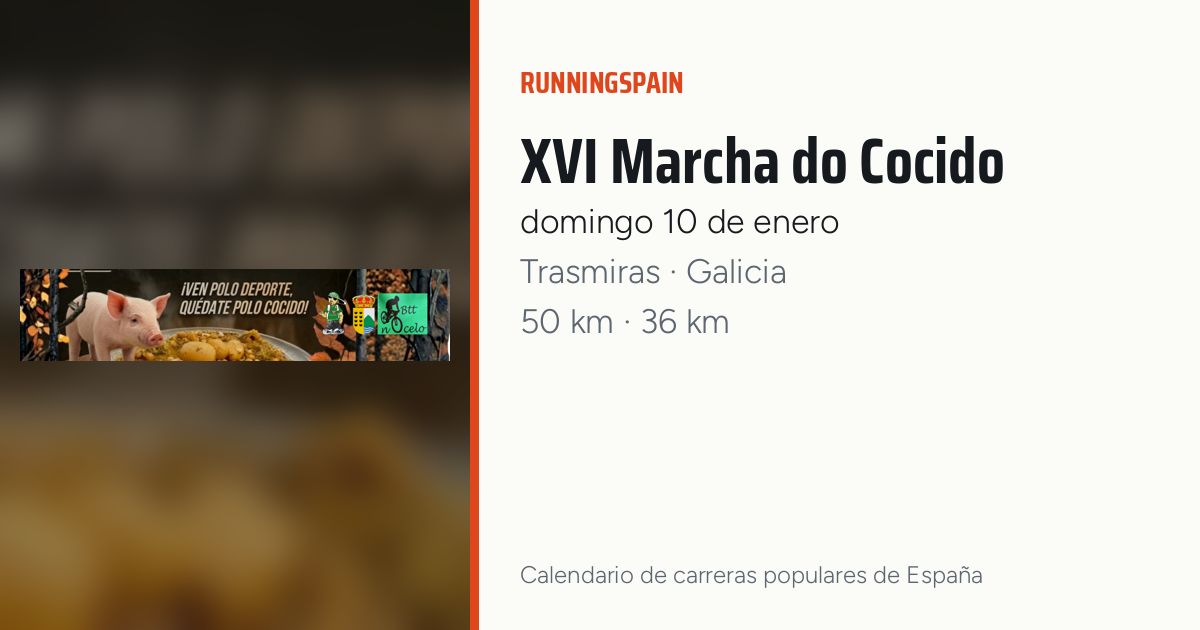 ¡VEN POLO DEPORTE,
QUÉDATE POLO COCIDO!
Btt
n
celo
RUNNINGSPAIN
XVI Marcha do Cocido
domingo 10 de enero
Trasmiras · Galicia
50 km · 36 km
Calendario de carreras populares de España